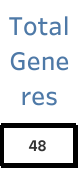 Total
Gene
res
48